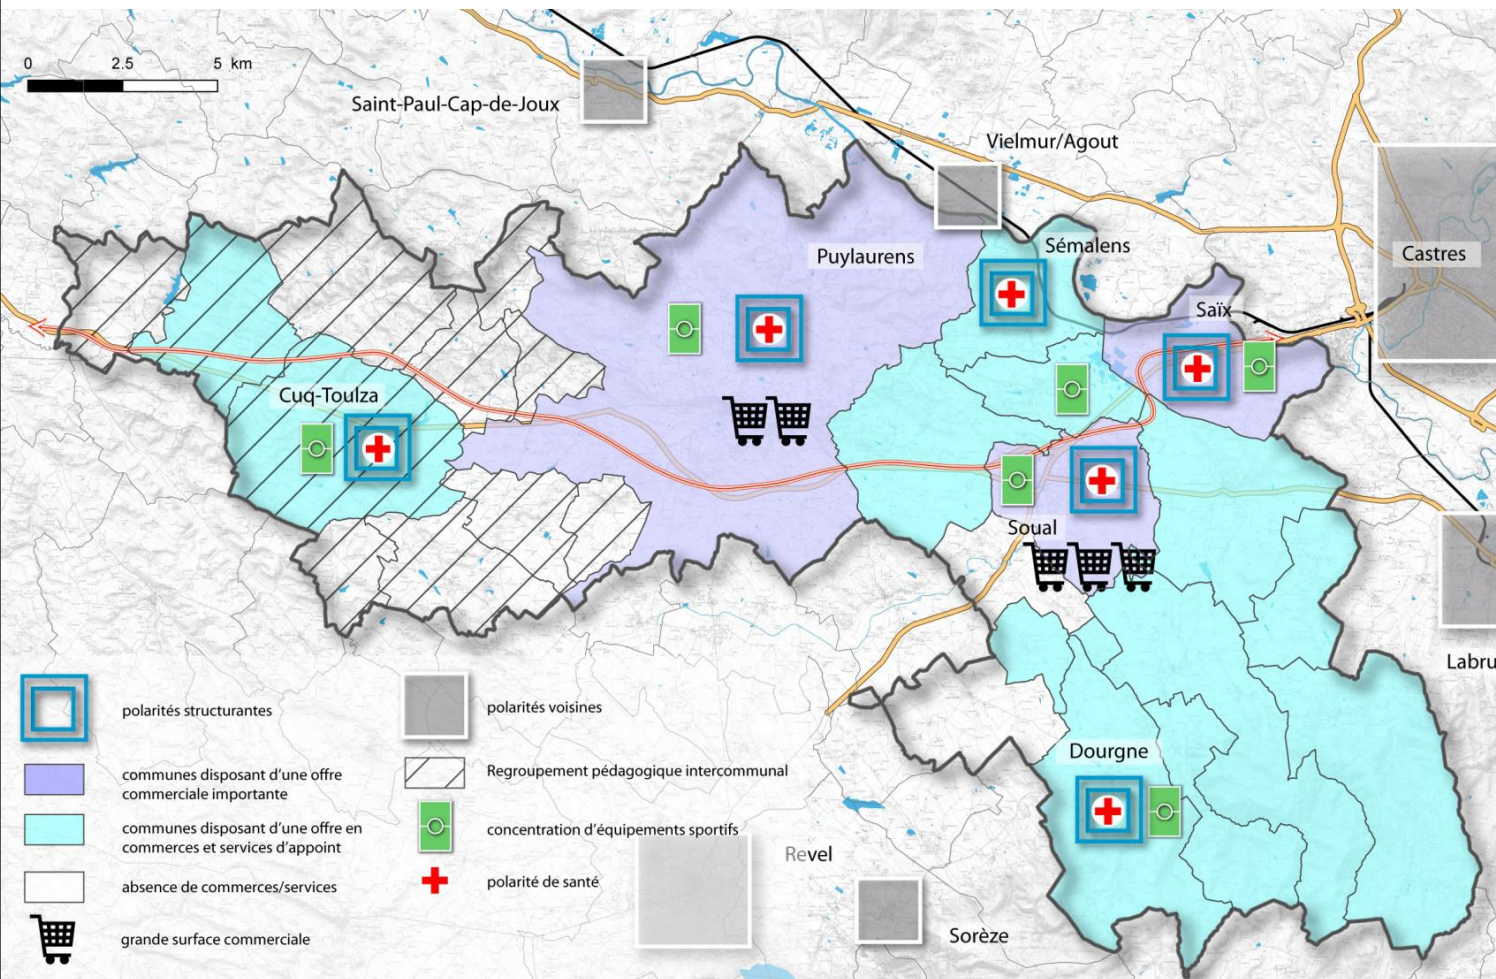 0 2.5 5 km
Saint-Paul-Cap-de-Joux
Vielmur/Agout
Castres
Sémalens
Puylaurens
Saïx
Cuq-Toulza
Soual
Labru
Dourgne
Revel
Sorèze
polarités structurantes
communes disposant d'une offre
commerciale importante
communes disposant d'une offre en
commerces et services d'appoint
absence de commerces/services
grande surface commerciale
polarités voisines
Regroupement pédagogique intercommunal
concentration d'équipements sportifs
polarité de santé